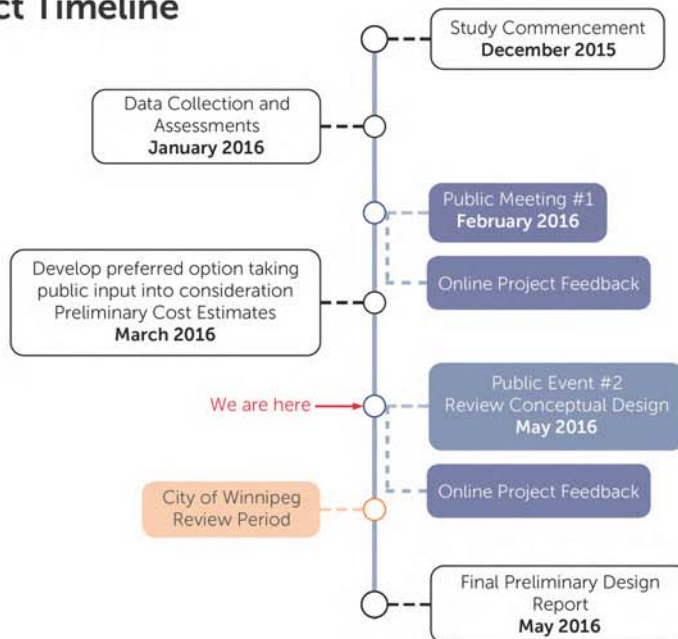 ct Timeline
Study Commencement
December 2015
Data Collection and
Assessments
January 2016
Public Meeting #1
February 2016
Online Project Feedback
Develop preferred option taking
public input into consideration
Preliminary Cost Estimates
March 2016
We are here
Public Event #2
Review Conceptual Design
May 2016
Online Project Feedback
City of Winnipeg
Review Period
Final Preliminary Design
Report
May 2016